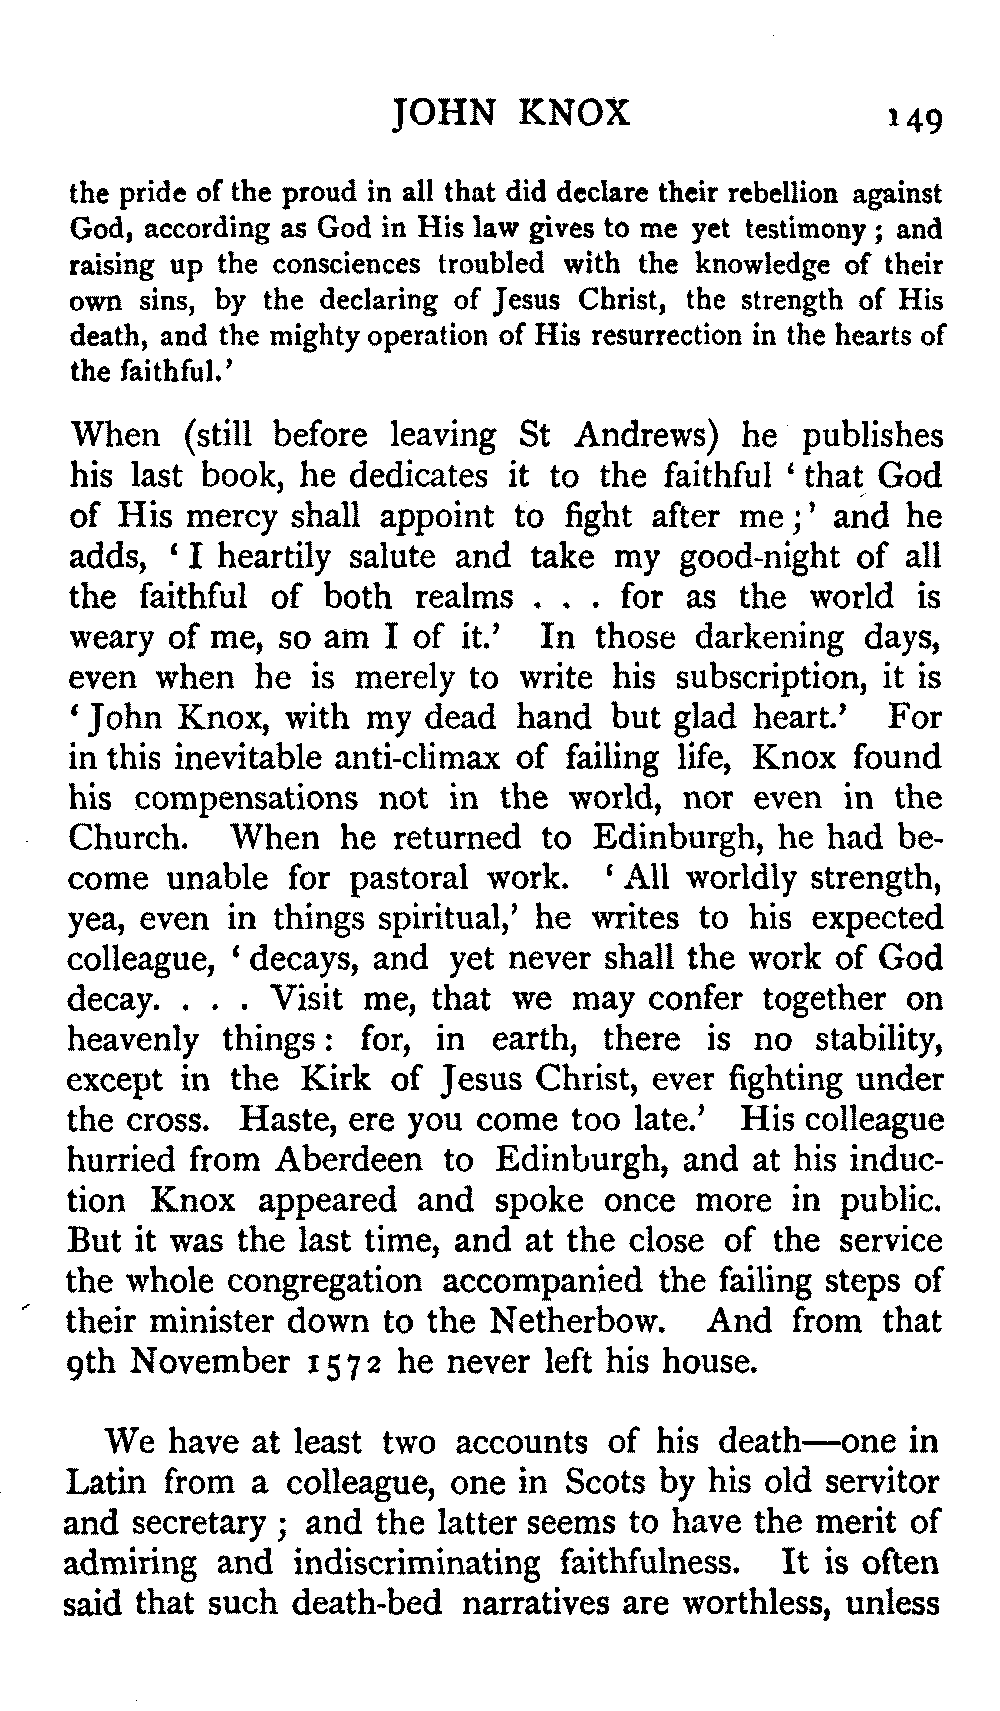 JOHN KNOX 149
the pride of the proud in all that did declare their rebellion against
God, according as God in His law gives to me yet testimony ; and
raising up the consciences troubled with the knowledge of their
own sins, by the declaring of Jesus Christ, the strength of His
death, and the mighty operation of His resurrection in the hearts of
the faithful.’
When (still before leaving St Andrews) he publishes
his last book, he dedicates it to the faithful ‘ that God
of His mercy shall appoint to fight after me ;’ and he
adds, ‘ I heartily salute and take my good-night of all
the faithful of both realms . . . for as the world is
weary of me, so am I of it.’ In those darkening days,
even when he is merely to write his subscription, it is
‘ John Knox, with my dead hand but glad heart.’ For
in this inevitable anti-climax of failing life, Knox found
his compensations not in the world, nor even in the
Church. When he returned to Edinburgh, he had be-
come unable for pastoral work. ‘ All worldly strength,
yea, even in things spiritual,’ he writes to his expected
colleague, ‘ decays, and yet never shall the work of God
decay. . . . Visit me, that we may confer together on
heavenly things : for, in earth, there is no stability,
except in the Kirk of Jesus Christ, ever fighting under
the cross. Haste, ere you come too late.’ His colleague
hurried from Aberdeen to Edinburgh, and at his induc-
tion Knox appeared and spoke once more in public.
But it was the last time, and at the close of the service
the whole congregation accompanied the failing steps of
their minister down to the Netherbow. And from that
9th November 1572 he never left his house.
We have at least two accounts of his death—one in
Latin from a colleague, one in Scots by his old servitor
and secretary ; and the latter seems to have the merit of
admiring and indiscriminating faithfulness. It is often
said that such death-bed narratives are worthless, unless